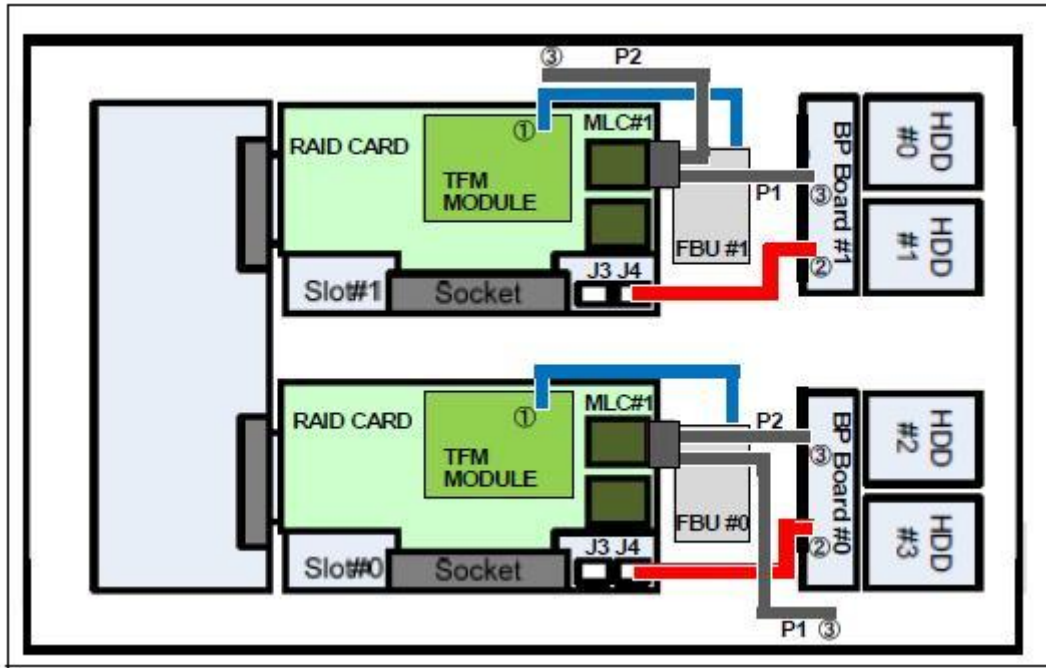 ③ P2
① MLC#1
RAID CARD
TFM
MODULE
P1
③
FBU #1
②
BP Board #1
HDD
#0
HDD
#1
J3 J4
Slot#1
Socket
① MLC#1
RAID CARD
TFM
MODULE
P2
③
FBU #0
②
BP Board #0
HDD
#2
HDD
#3
J3 J4
Slot#0
Socket
P1 ③